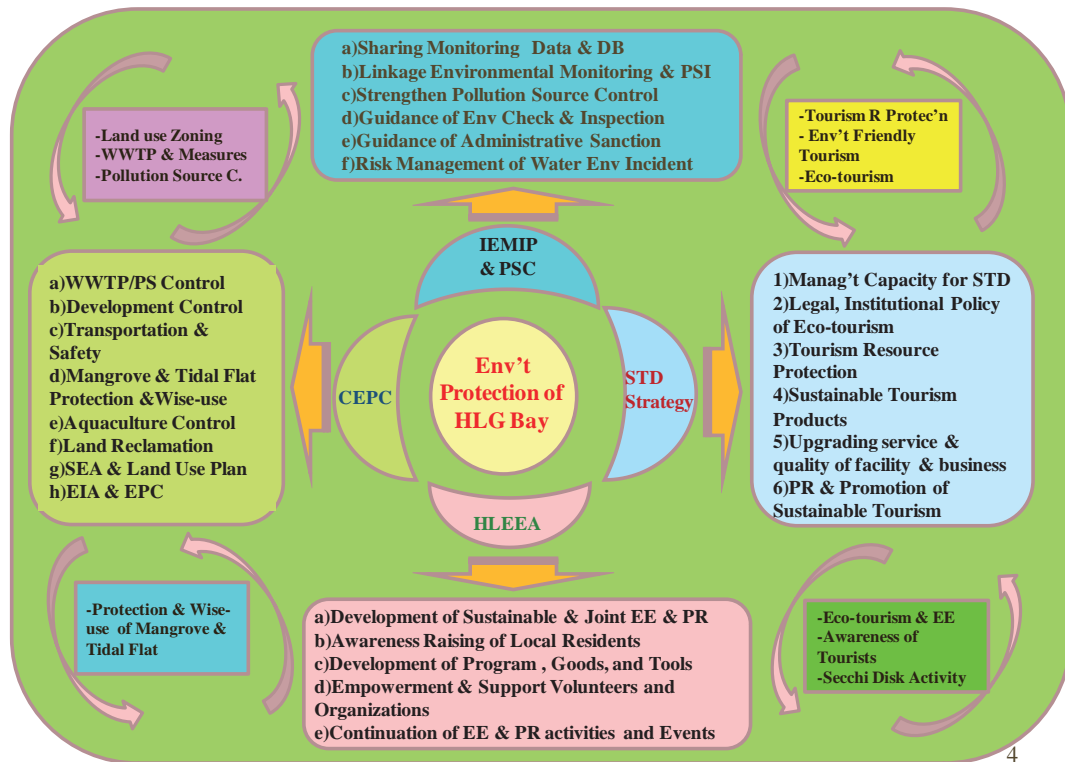 a)Sharing Monitoring Data & DB
b)Linkage Environmental Monitoring & PSI
c)Strengthen Pollution Source Control
d)Guidance of Env Check & Inspection
e)Guidance of Administrative Sanction
f)Risk Management of Water Env Incident
-Land use Zoning
-WWTP & Measures
-Pollution Source C.
-Tourism R Protec'n
- Env't Friendly
Tourism
-Eco-tourism
IEMIP
& PSC
a)WWTP/PS Control
b)Development Control
c)Transportation &
Safety
d)Mangrove & Tidal Flat
Protection &Wise-use
e)Aquaculture Control
f)Land Reclamation
g)SEA & Land Use Plan
h)EIA & EPC
CEPC
Env't
Protection of
HLG Bay
STD
Strategy
1)Manag't Capacity for STD
2)Legal, Institutional Policy
of Eco-tourism
3)Tourism Resource
Protection
4)Sustainable Tourism
Products
5)Upgrading service &
quality of facility & business
6)PR & Promotion of
Sustainable Tourism
HLEEA
-Protection & Wise-
use of Mangrove &
Tidal Flat
a)Development of Sustainable & Joint EE & PR
b)Awareness Raising of Local Residents
c)Development of Program , Goods, and Tools
d)Empowerment & Support Volunteers and
Organizations
e)Continuation of EE & PR activities and Events
-Eco-tourism & EE
-Awareness of
Tourists
-Secchi Disk Activity
4